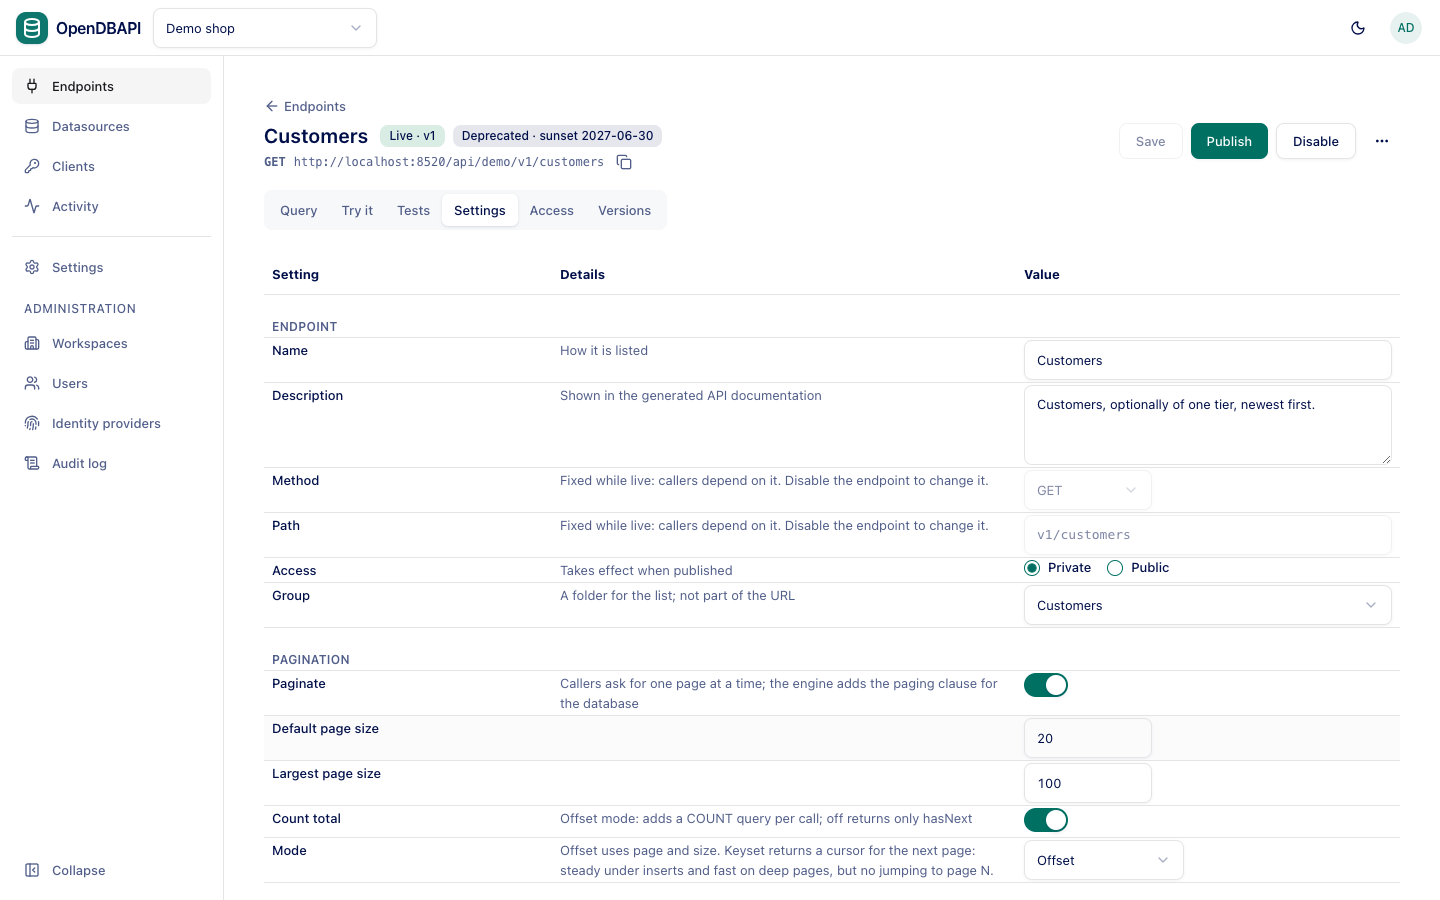 OpenDBAPI
Demo shop
AD
Endpoints
Datasources
Clients
Activity
Settings
ADMINISTRATION
Workspaces
Users
Identity providers
Audit log
Collapse
Endpoints
Customers
Live · v1
Deprecated · sunset 2027-06-30
GET http://localhost:8520/api/demo/v1/customers
Save
Publish
Disable
Query
Try it
Tests
Settings
Access
Versions
Setting
Details
Value
ENDPOINT
Name
How it is listed
Customers
Description
Shown in the generated API documentation
Customers, optionally of one tier, newest first.
Method
Fixed while live: callers depend on it. Disable the endpoint to change it.
GET
Path
Fixed while live: callers depend on it. Disable the endpoint to change it.
v1/customers
Access
Takes effect when published
Private
Public
Group
A folder for the list; not part of the URL
Customers
PAGINATION
Paginate
Callers ask for one page at a time; the engine adds the paging clause for
the database
Default page size
20
Largest page size
100
Count total
Offset mode: adds a COUNT query per call; off returns only hasNext
Mode
Offset uses page and size. Keyset returns a cursor for the next page:
steady under inserts and fast on deep pages, but no jumping to page N.
Offset